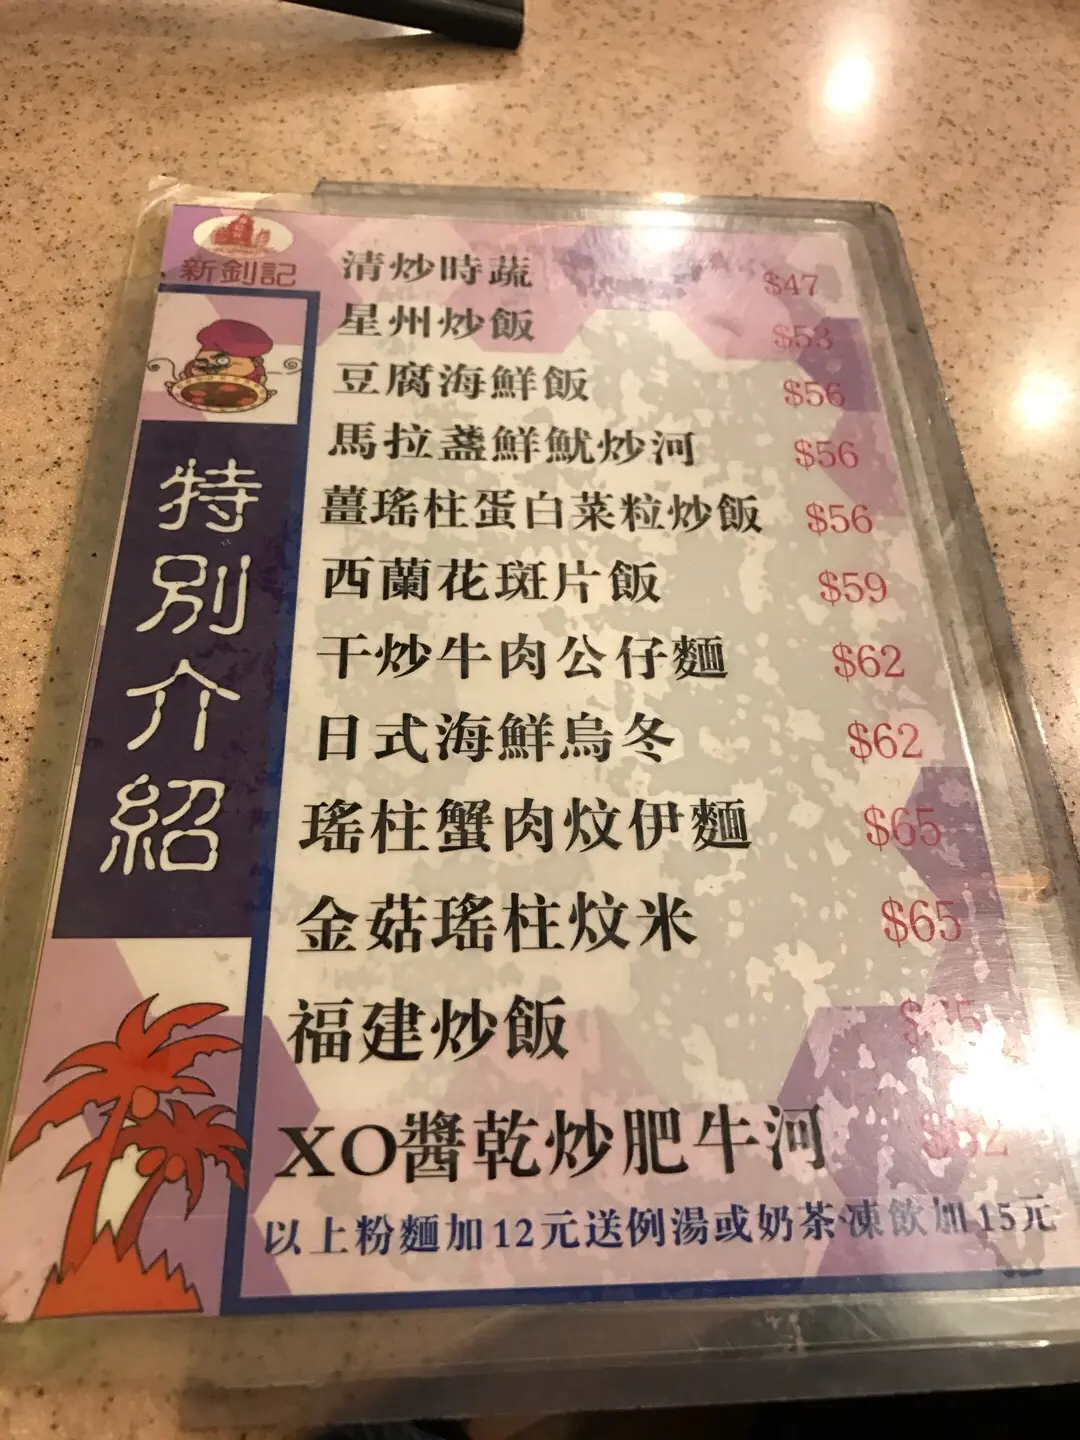 新釗記
特別介紹
清炒時蔬 $47
星州炒飯 $53
豆腐海鮮飯 $56
馬拉盞鮮魷炒河 $56
薑瑤柱蛋白菜粒炒飯 $56
西蘭花斑片飯 $59
干炒牛肉公仔麵 $62
日式海鮮烏冬 $62
瑤柱蟹肉炆伊麵 $65
金菇瑤柱炆米 $65
福建炒飯
XO醬乾炒肥牛河
以上粉麵加12元送例湯或奶茶·凍飲加15元